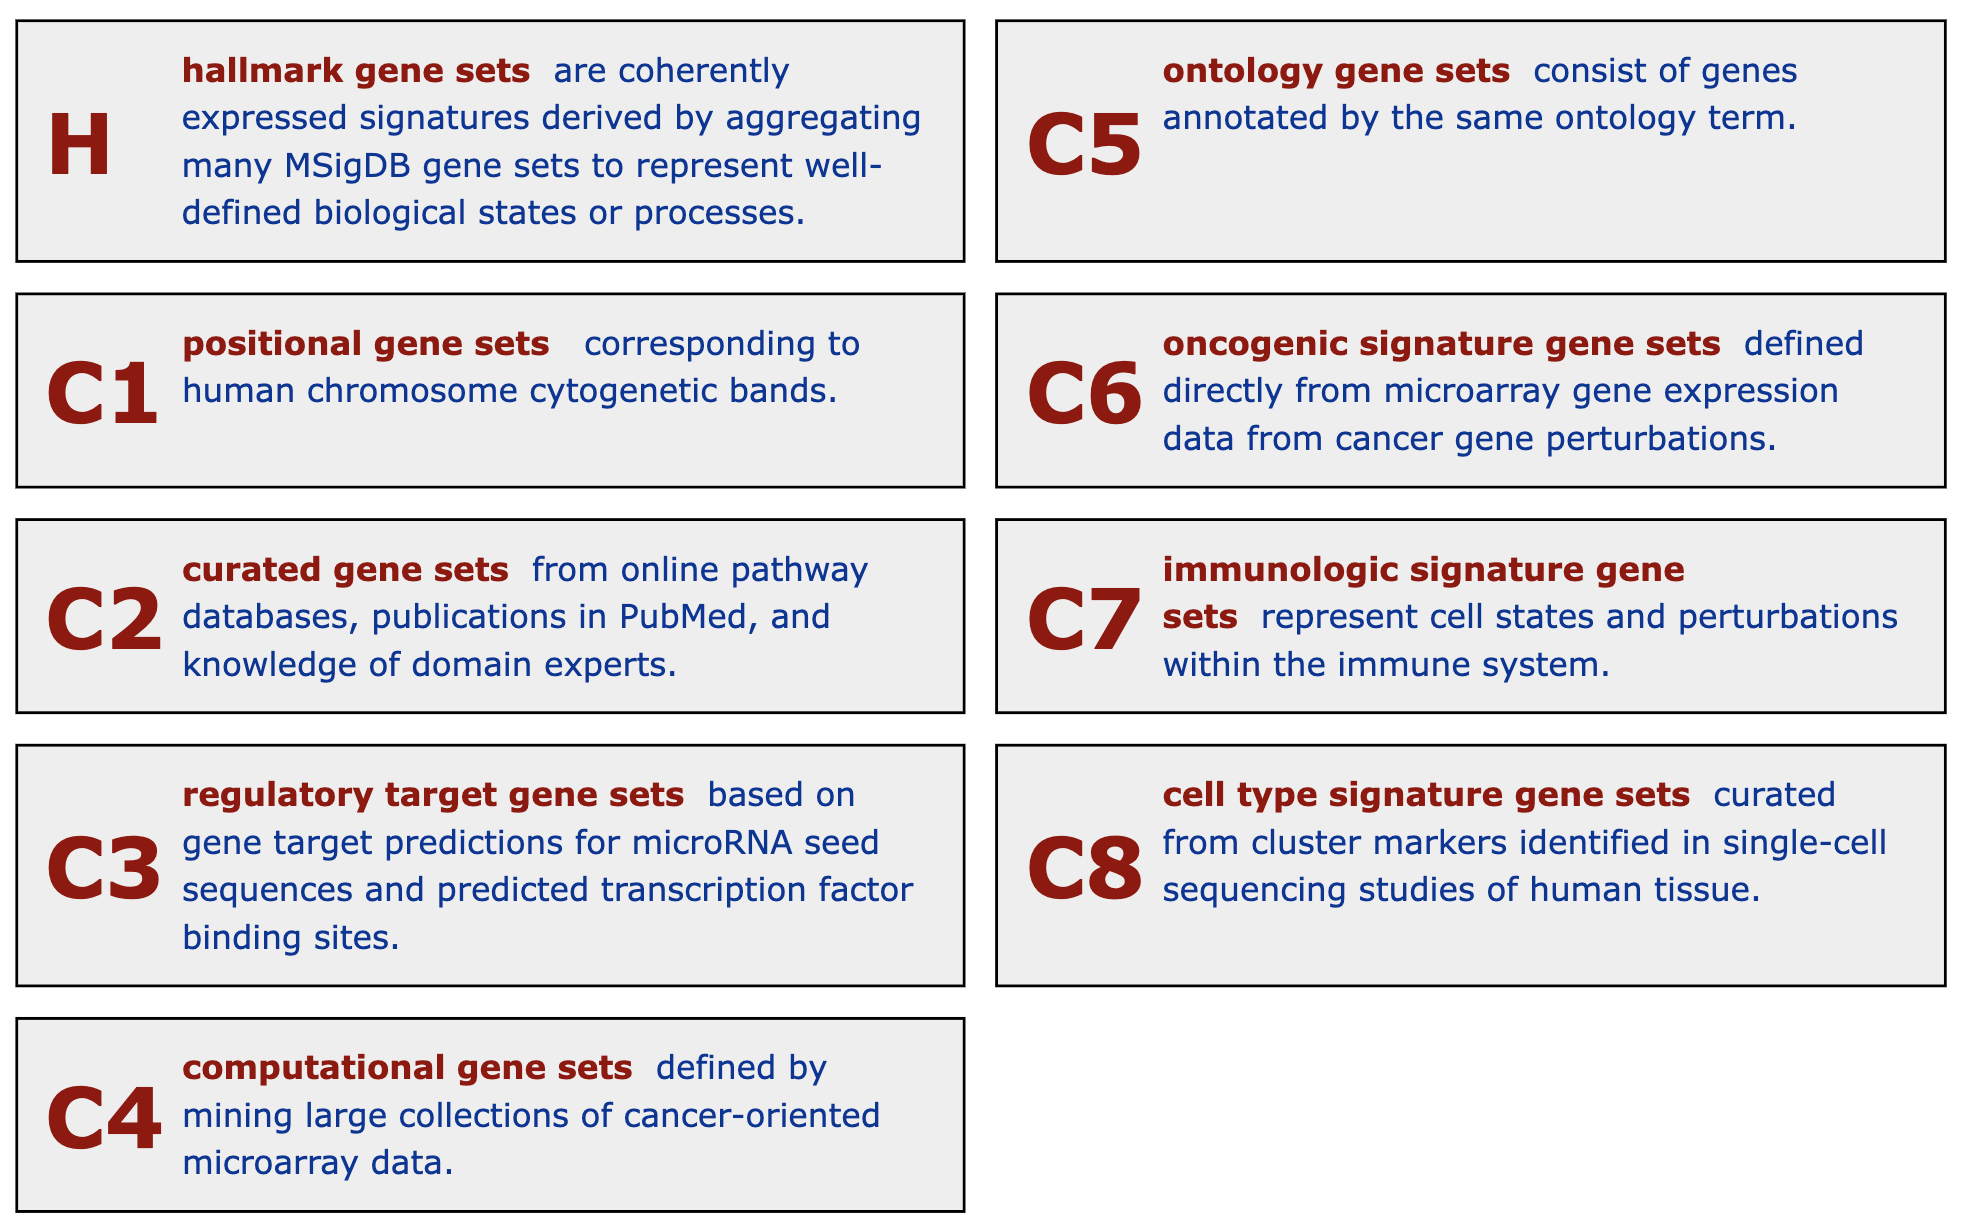 H
hallmark gene sets are coherently
expressed signatures derived by aggregating
many MSigDB gene sets to represent well-
defined biological states or processes.
C1
positional gene sets corresponding to
human chromosome cytogenetic bands.
C2
curated gene sets from online pathway
databases, publications in PubMed, and
knowledge of domain experts.
C3
regulatory target gene sets based on
gene target predictions for microRNA seed
sequences and predicted transcription factor
binding sites.
C4
computational gene sets defined by
mining large collections of cancer-oriented
microarray data.
C5
ontology gene sets consist of genes
annotated by the same ontology term.
C6
oncogenic signature gene sets defined
directly from microarray gene expression
data from cancer gene perturbations.
C7
immunologic signature gene
sets represent cell states and perturbations
within the immune system.
C8
cell type signature gene sets curated
from cluster markers identified in single-cell
sequencing studies of human tissue.